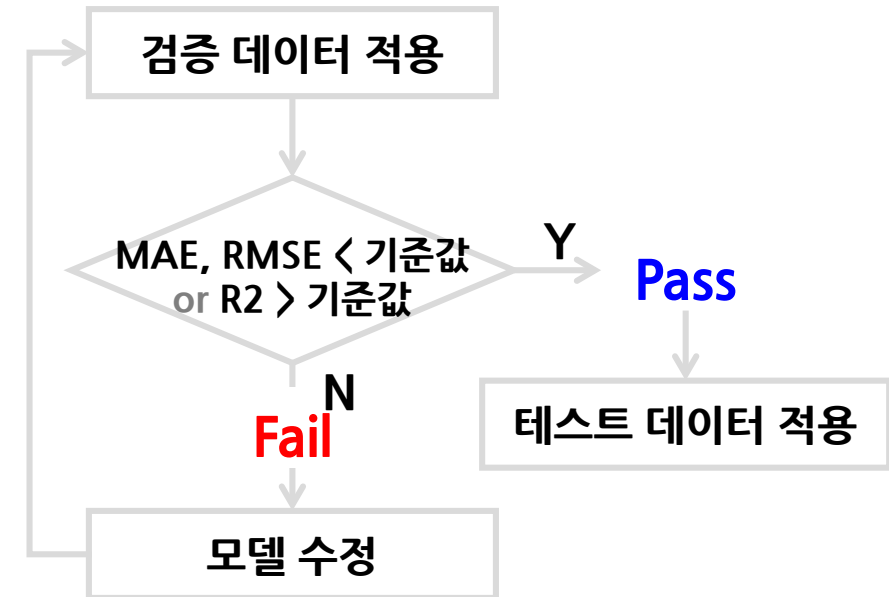 검증 데이터 적용
MAE, RMSE < 기준값
or R2 > 기준값
Y
Pass
N
Fail
테스트 데이터 적용
모델 수정